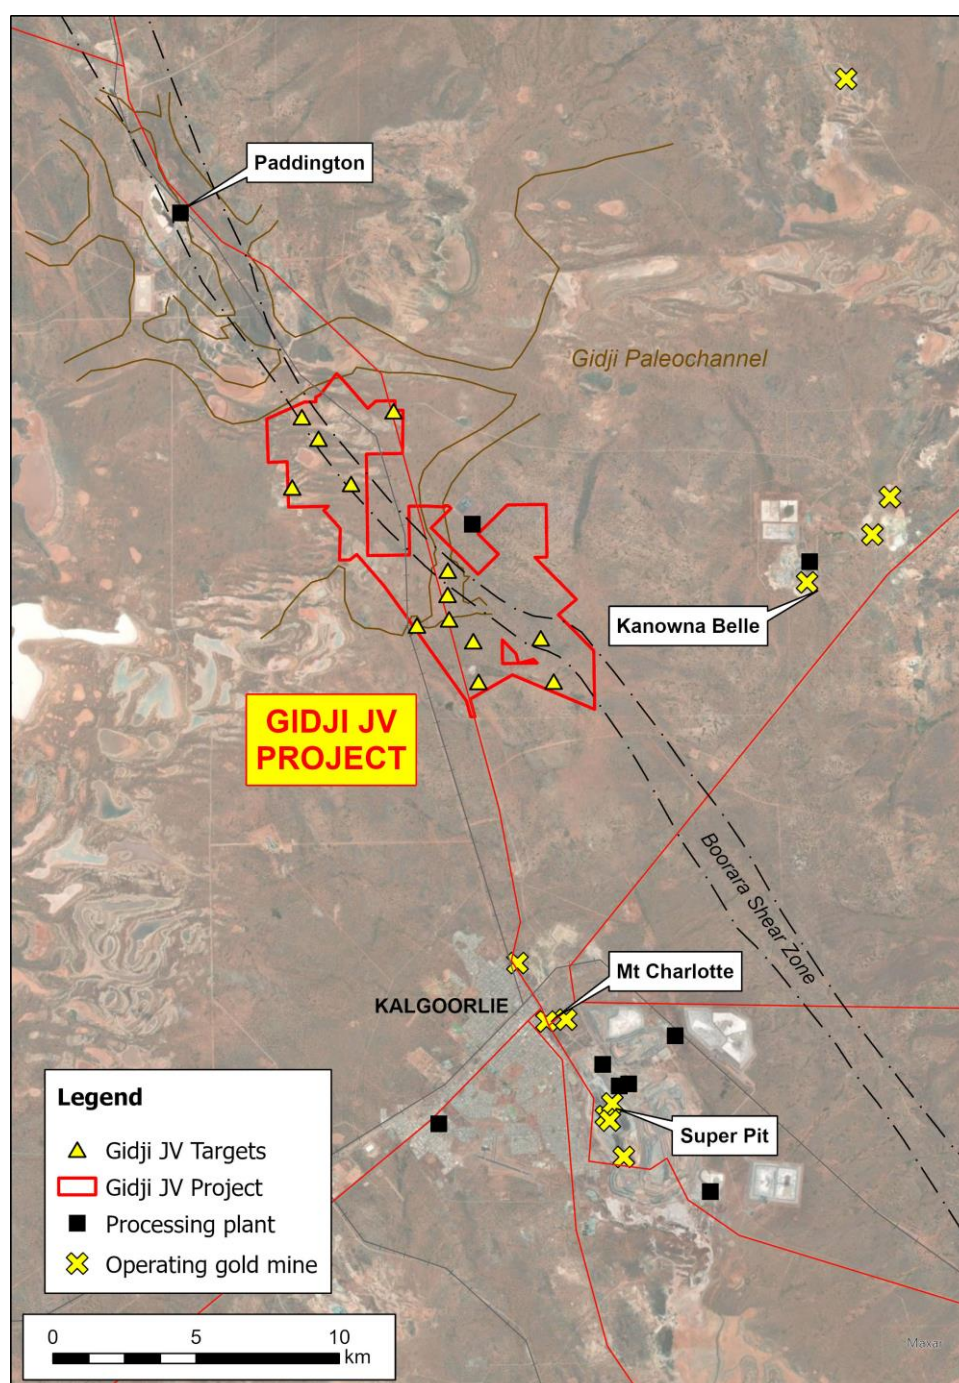 Paddington
Gidji Paleochannel
Kanowna Belle
GIDJI JV
PROJECT
Boorara Shear Zone
Mt Charlotte
KALGOORLIE
Super Pit
Legend
Gidji JV Targets
Gidji JV Project
Processing plant
Operating gold mine
0 5 10
km
Maxar